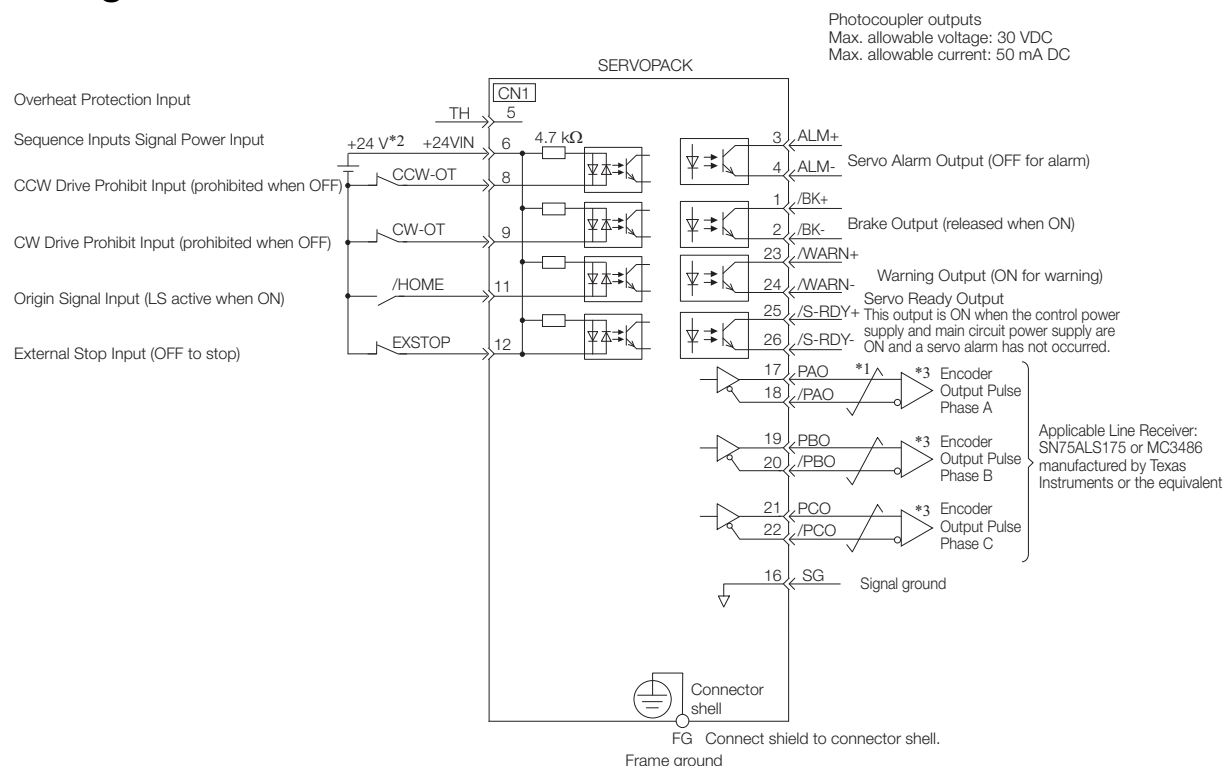 Photocoupler outputs
Max. allowable voltage: 30 VDC
Max. allowable current: 50 mA DC
SERVOPACK
CN1
Overheat Protection Input
TH
5
Sequence Inputs Signal Power Input
+24 V*2
+24VIN
6
4.7 kΩ
3
ALM+
4
ALM-
Servo Alarm Output (OFF for alarm)
CCW Drive Prohibit Input (prohibited when OFF)
CCW-OT
8
1
/BK+
2
/BK-
Brake Output (released when ON)
CW Drive Prohibit Input (prohibited when OFF)
CW-OT
9
23
/WARN+
24
/WARN-
Warning Output (ON for warning)
Origin Signal Input (LS active when ON)
/HOME
11
25
/S-RDY+
26
/S-RDY-
Servo Ready Output
This output is ON when the control power
supply and main circuit power supply are
ON and a servo alarm has not occurred.
External Stop Input (OFF to stop)
EXSTOP
12
17
PAO
18
/PAO
*1
*3
Encoder
Output Pulse
Phase A
19
PBO
20
/PBO
*3
Encoder
Output Pulse
Phase B
21
PCO
22
/PCO
*3
Encoder
Output Pulse
Phase C
Applicable Line Receiver:
SN75ALS175 or MC3486
manufactured by Texas
Instruments or the equivalent
16
SG
Signal ground
Connector
shell
FG
Connect shield to connector shell.
Frame ground